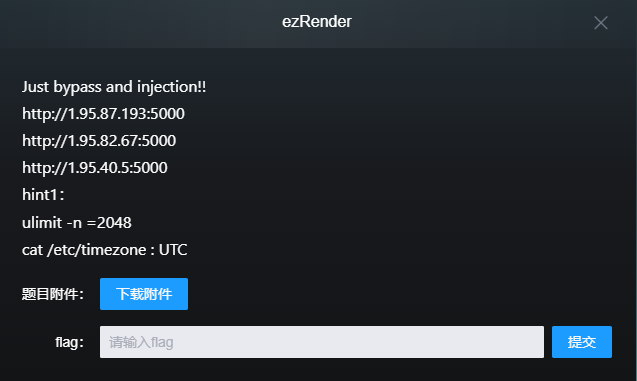 ezRender
Just bypass and injection!!
http://1.95.87.193:5000
http://1.95.82.67:5000
http://1.95.40.5:5000
hint1：
ulimit -n =2048
cat /etc/timezone : UTC
题目附件： 下载附件
flag： 请输入flag 提交